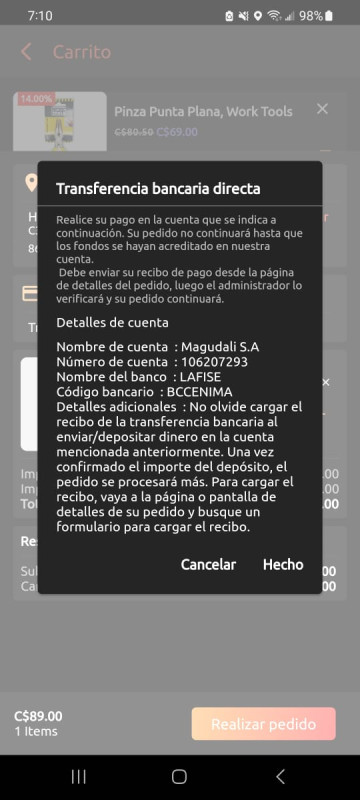 7:10
98%
Carrito
14.00%
Pinza Punta Plana, Work Tools
C$80.50 C$69.00
Transferencia bancaria directa
Realice su pago en la cuenta que se indica a
continuación. Su pedido no continuará hasta que
los fondos se hayan acreditado en nuestra
cuenta.
Debe enviar su recibo de pago desde la página
de detalles del pedido, luego el administrador lo
verificará y su pedido continuará.
Detalles de cuenta
Nombre de cuenta : Magudali S.A
Número de cuenta : 106207293
Nombre del banco : LAFISE
Código bancario : BCCENIMA
Detalles adicionales : No olvide cargar el
recibo de la transferencia bancaria al
enviar/depositar dinero en la cuenta
mencionada anteriormente. Una vez
confirmado el importe del depósito, el
pedido se procesará más. Para cargar el
recibo, vaya a la página o pantalla de
detalles de su pedido y busque un
formulario para cargar el recibo.
Cancelar Hecho
C$89.00
1 Items
Realizar pedido